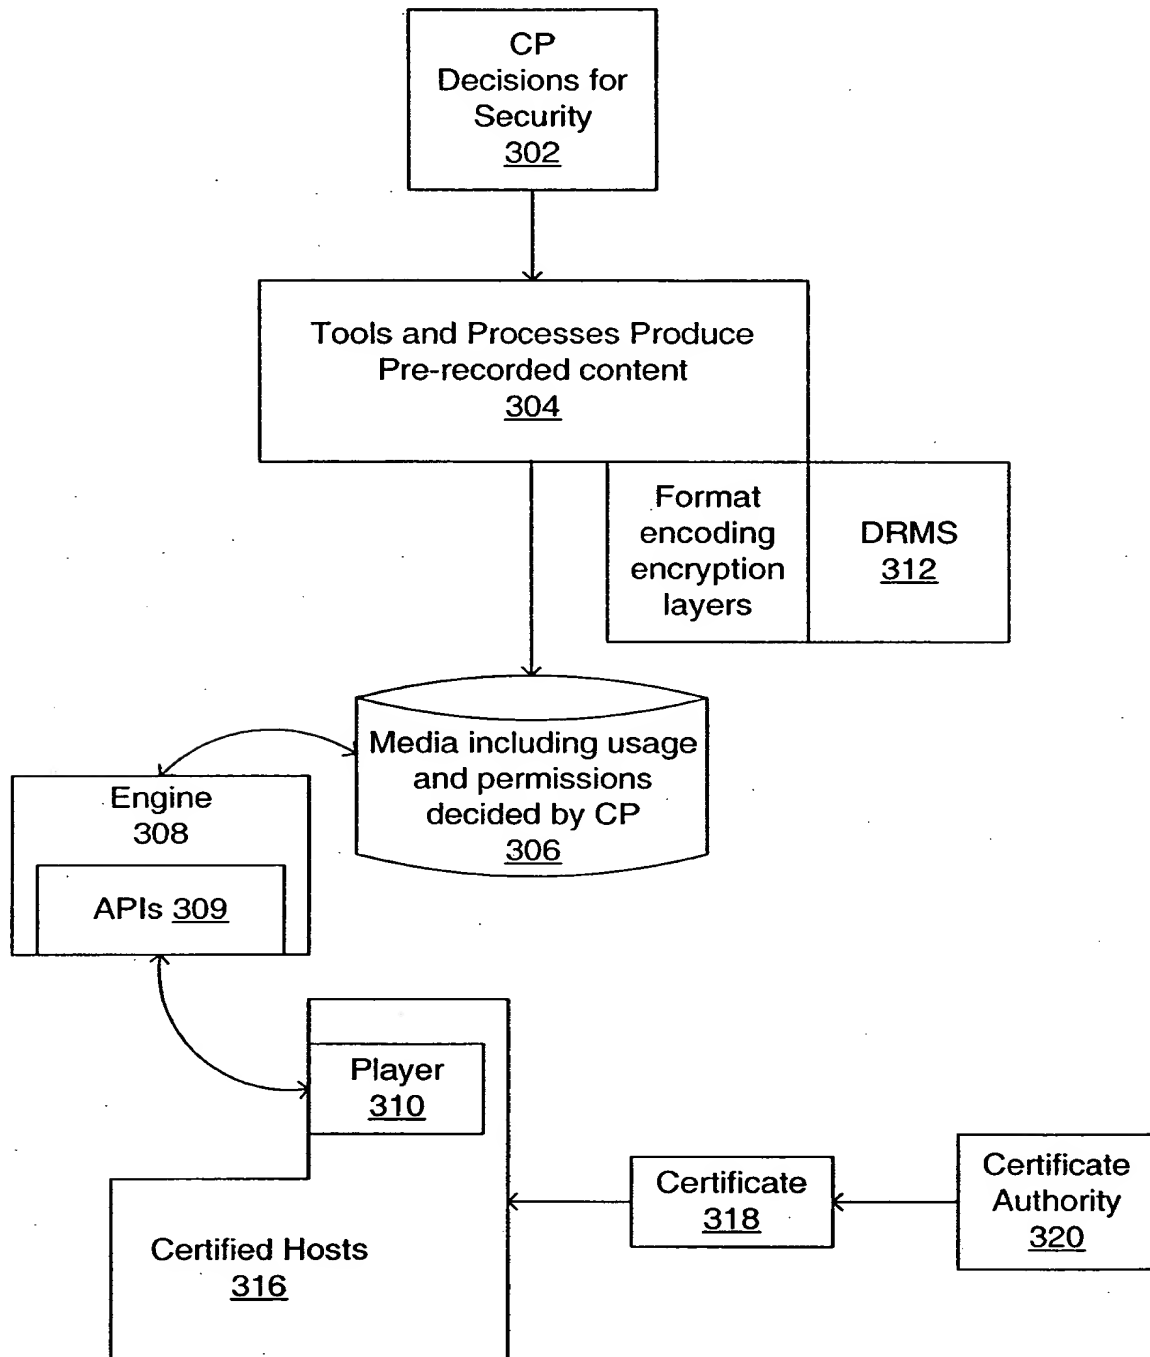 CP
Decisions for
Security
302
Tools and Processes Produce
Pre-recorded content
304
Format
encoding
encryption
layers
DRMS
312
Media including usage
and permissions
decided by CP
306
Engine
308
APIs 309
Player
310
Certified Hosts
316
Certificate
318
Certificate
Authority
320